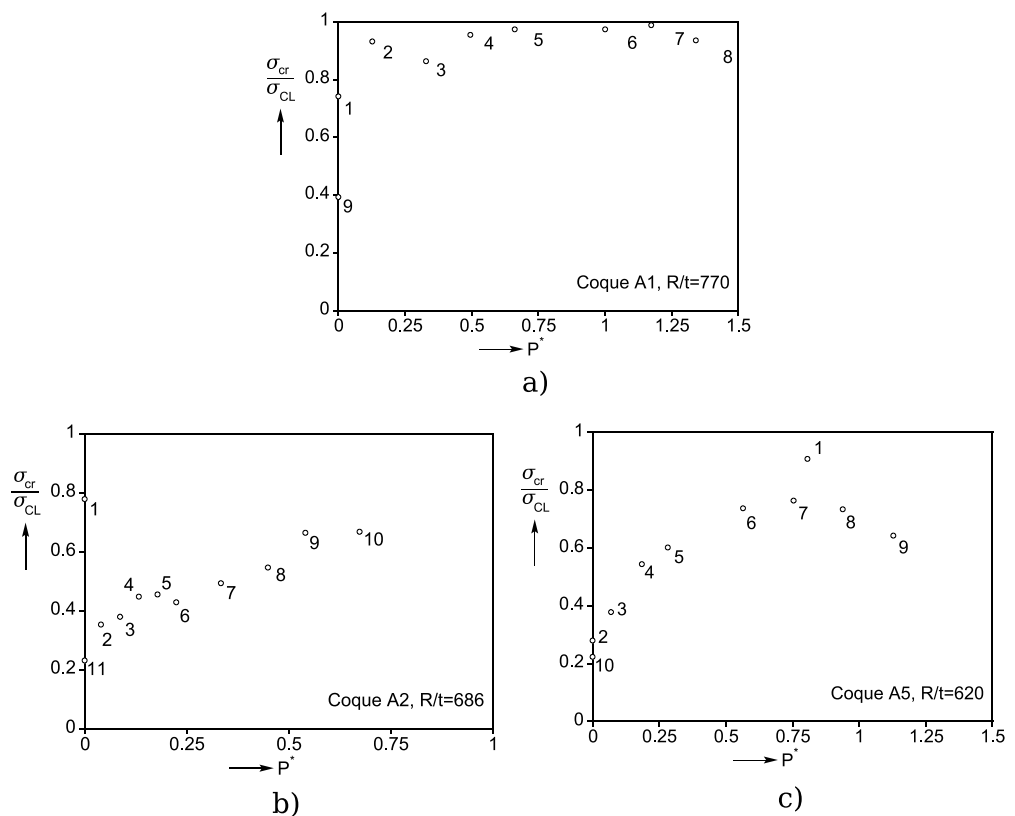 1
0.8
0.6
0.4
0.2
0
σcr
σCL
1
2
3
4
5
6
7
8
9
Coque A1, R/t=770
0 0.25 0.5 0.75 1 1.25 1.5
P*
a)
1
0.8
0.6
0.4
0.2
0
σcr
σCL
1
2
3
4
5
6
7
8
9
10
11
Coque A2, R/t=686
0 0.25 0.5 0.75 1
P*
b)
1
0.8
0.6
0.4
0.2
0
σcr
σCL
1
2
3
4
5
6
7
8
9
10
Coque A5, R/t=620
0 0.25 0.5 0.75 1 1.25 1.5
P*
c)